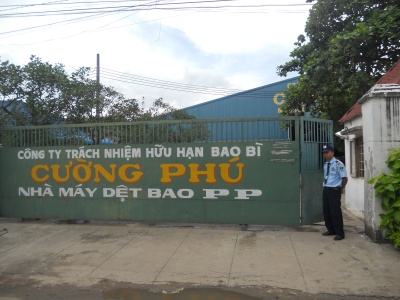 CÔNG TY TRÁCH NHIỆM HỮU HẠN BAO BÌ
CƯỜNG PHÚ
NHÀ MÁY DỆT BAO PP